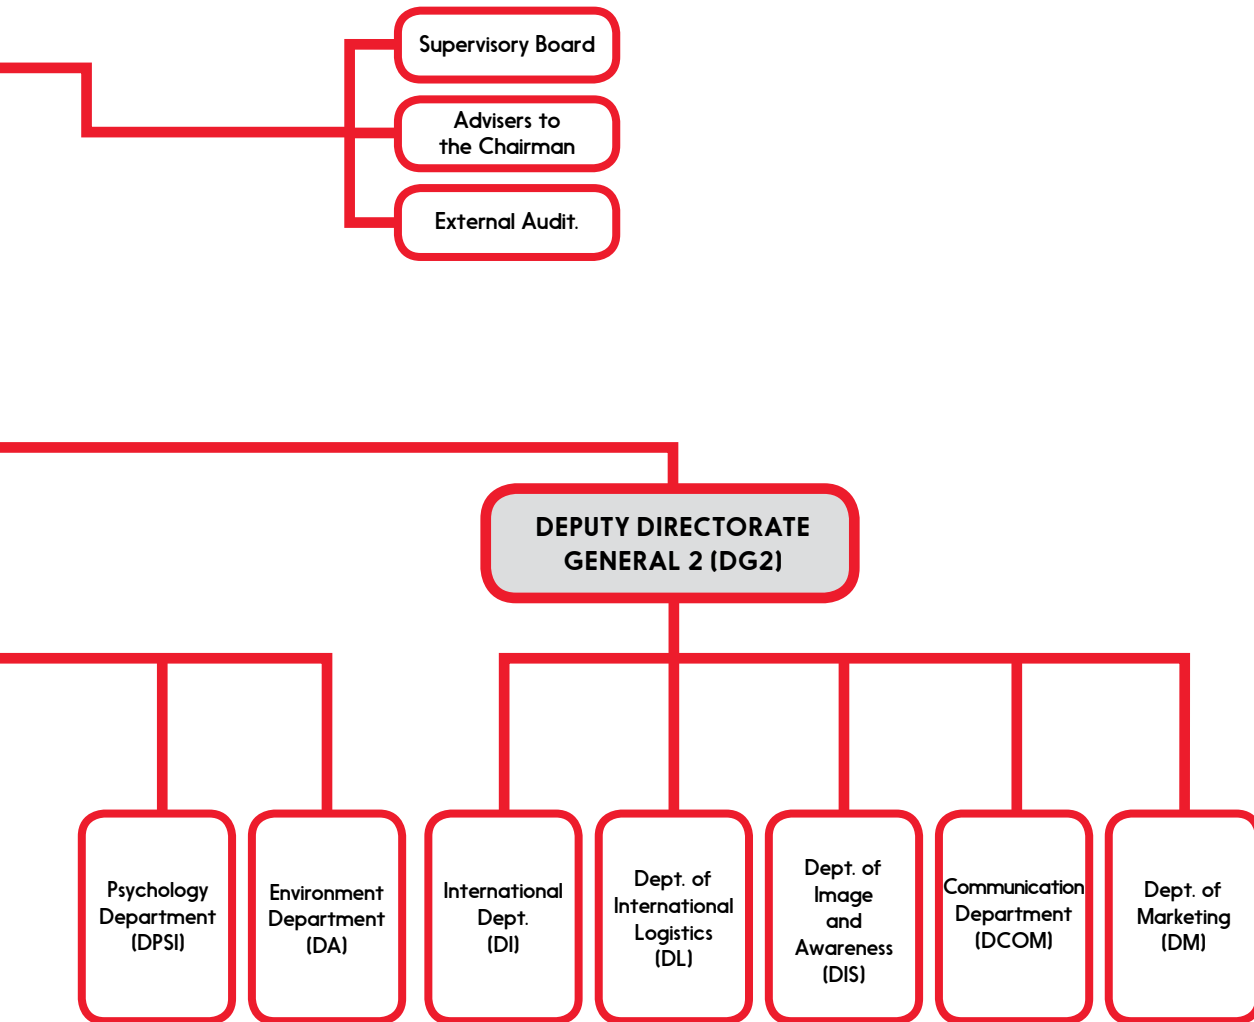 Supervisory Board
Advisers to
the Chairman
External Audit.
DEPUTY DIRECTORATE
GENERAL 2 (DG2)
Psychology
Department
(DPSI)
Environment
Department
(DA)
International
Dept.
(DI)
Dept. of
International
Logistics
(DL)
Dept. of
Image
and
Awareness
(DIS)
Communication
Department
(DCOM)
Dept. of
Marketing
(DM)